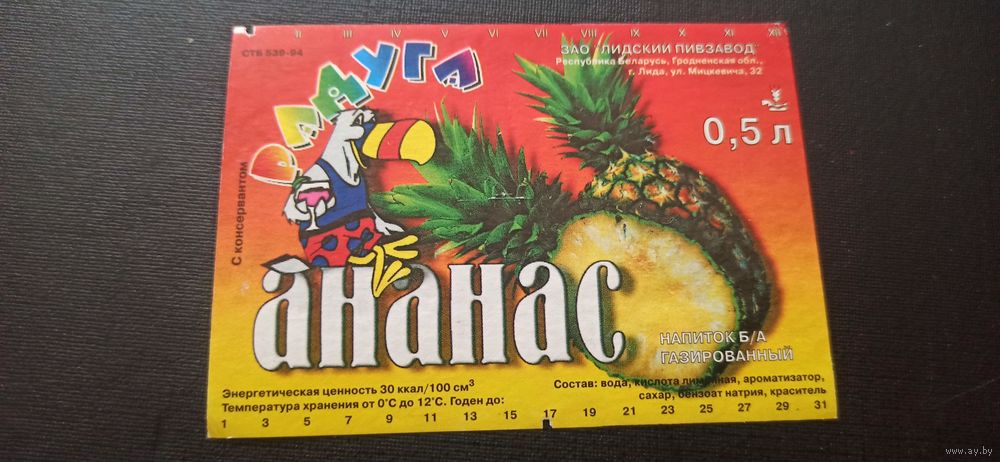 II III IV V VI VII VIII IX X XI XII
СТБ 539-94
РАДУГА
ЗАО "ЛИДСКИЙ ПИВЗАВОД"
Республика Беларусь, Гродненская обл.,
г. Лида, ул. Мицкевича, 32
0,5 л
С консервантом
ананас
НАПИТОК Б/А
ГАЗИРОВАННЫЙ
Энергетическая ценность 30 ккал/100 см³
Температура хранения от 0°С до 12°С. Годен до:
Состав: вода, кислота лимонная, ароматизатор,
сахар, бензоат натрия, краситель
1 3 5 7 9 11 13 15 17 19 21 23 25 27 29 31
www.ay.by